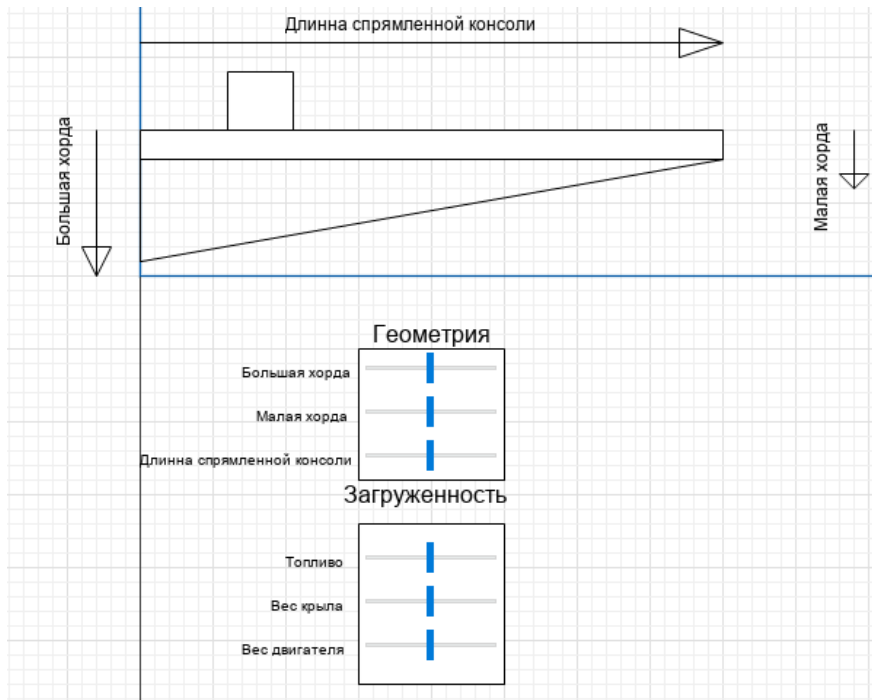 Длинна спрямленной консоли
Большая хорда
Малая хорда
Геометрия
Большая хорда
Малая хорда
Длинна спрямленной консоли
Загруженность
Топливо
Вес крыла
Вес двигателя